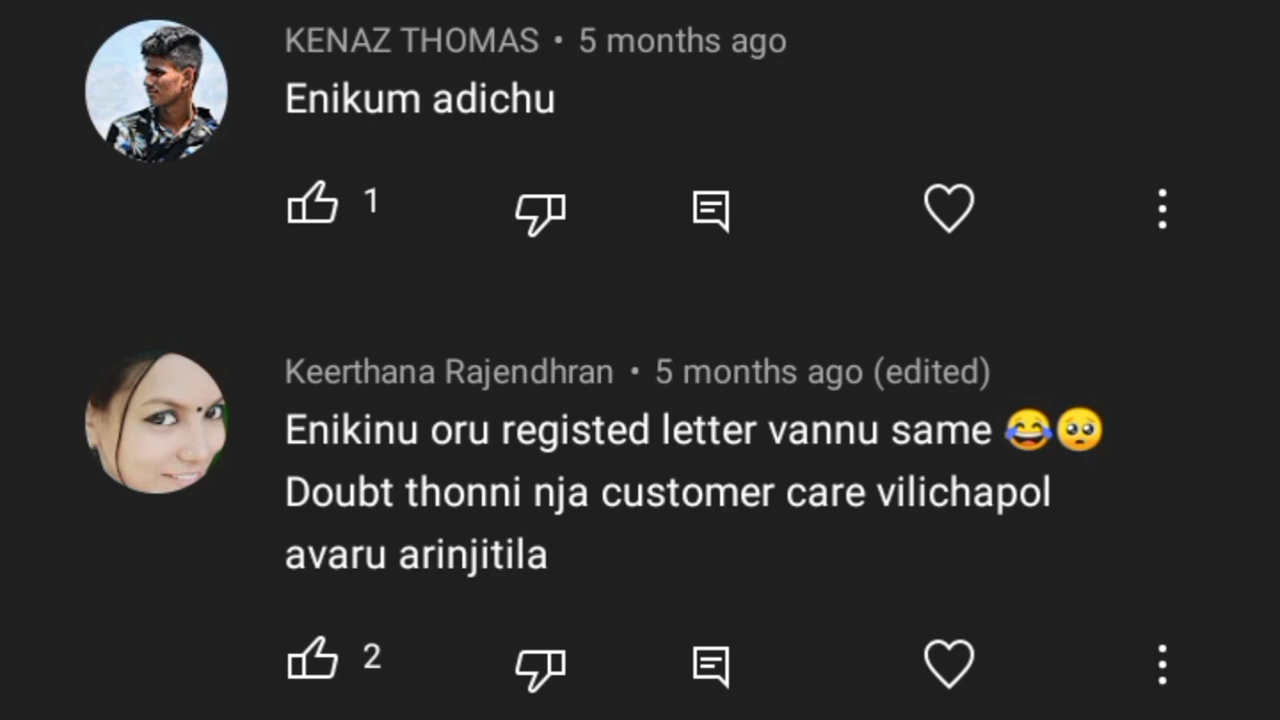 KENAZ THOMAS • 5 months ago
Enikum adichu
1
Keerthana Rajendhran • 5 months ago (edited)
Enikinu oru registed letter vannu same 😂🥺
Doubt thonni nja customer care vilichapol
avaru arinjitila
2